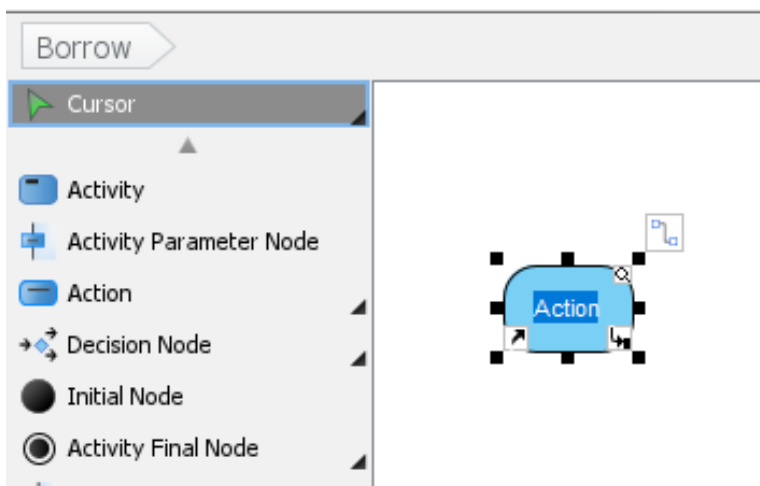 Borrow
Cursor
Activity
Activity Parameter Node
Action
Decision Node
Initial Node
Activity Final Node
Action